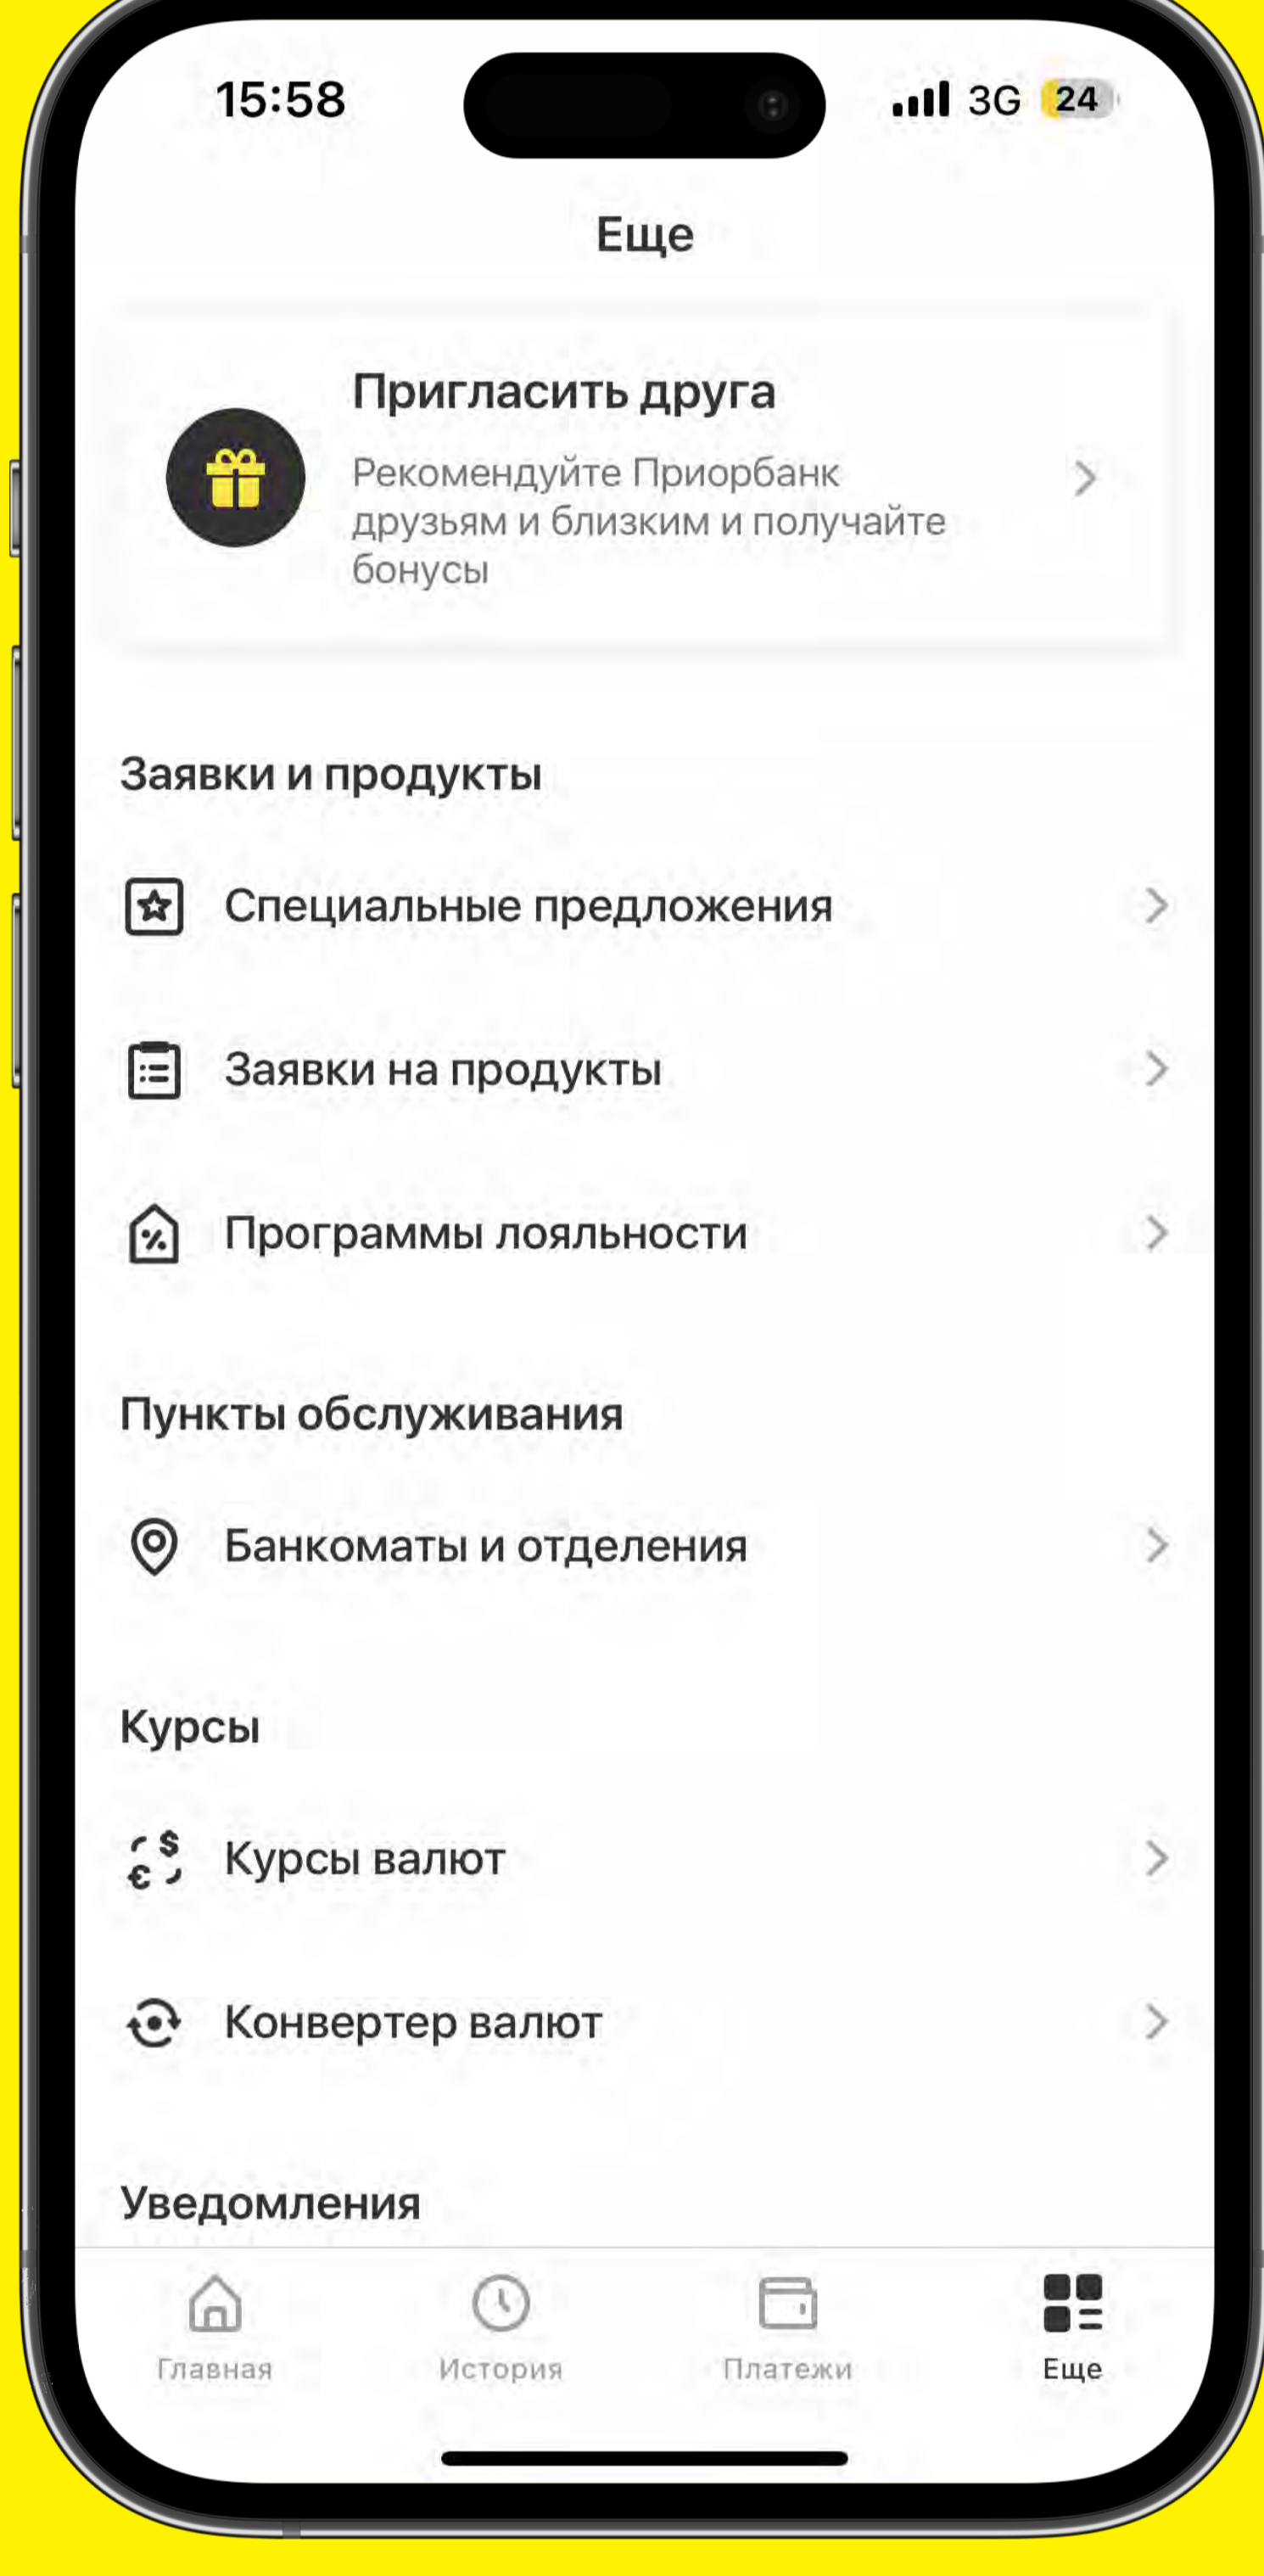 15:58
3G 24
Еще
Пригласить друга
Рекомендуйте Приорбанк
друзьям и близким и получайте
бонусы
Заявки и продукты
Специальные предложения
Заявки на продукты
Программы лояльности
Пункты обслуживания
Банкоматы и отделения
Курсы
Курсы валют
Конвертер валют
Уведомления
Главная
История
Платежи
Еще